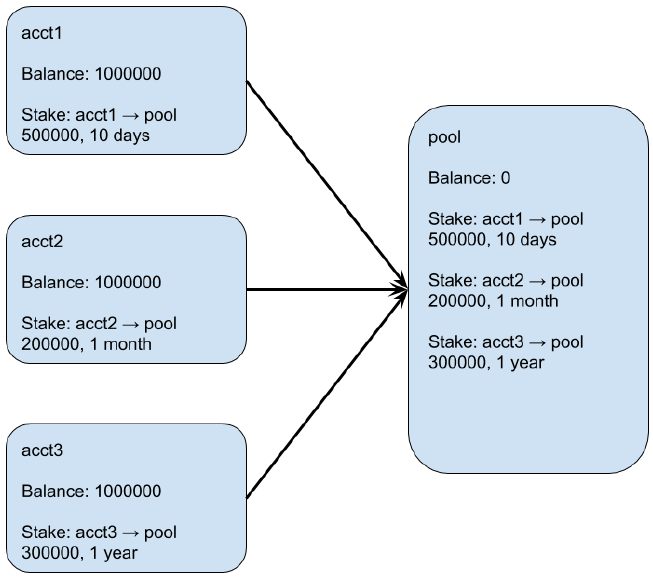 acct1
Balance: 1000000
Stake: acct1 → pool
500000, 10 days
acct2
Balance: 1000000
Stake: acct2 → pool
200000, 1 month
acct3
Balance: 1000000
Stake: acct3 → pool
300000, 1 year
pool
Balance: 0
Stake: acct1 → pool
500000, 10 days
Stake: acct2 → pool
200000, 1 month
Stake: acct3 → pool
300000, 1 year